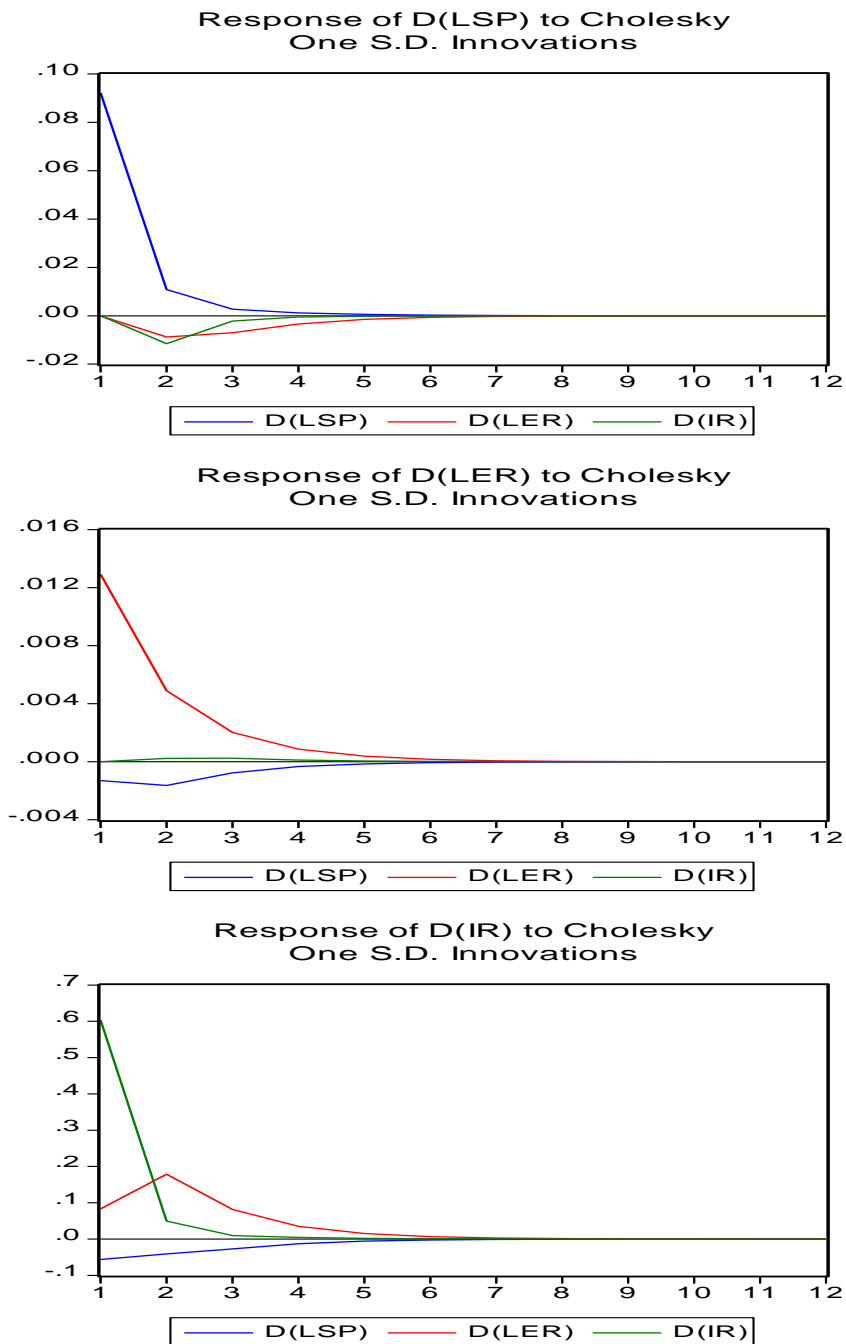 Response of D(LSP) to Cholesky
One S.D. Innovations
.10
.08
.06
.04
.02
.00
-.02
1 2 3 4 5 6 7 8 9 10 11 12
D(LSP) D(LER) D(IR)
Response of D(LER) to Cholesky
One S.D. Innovations
.016
.012
.008
.004
.000
-.004
1 2 3 4 5 6 7 8 9 10 11 12
D(LSP) D(LER) D(IR)
Response of D(IR) to Cholesky
One S.D. Innovations
.7
.6
.5
.4
.3
.2
.1
.0
-.1
1 2 3 4 5 6 7 8 9 10 11 12
D(LSP) D(LER) D(IR)